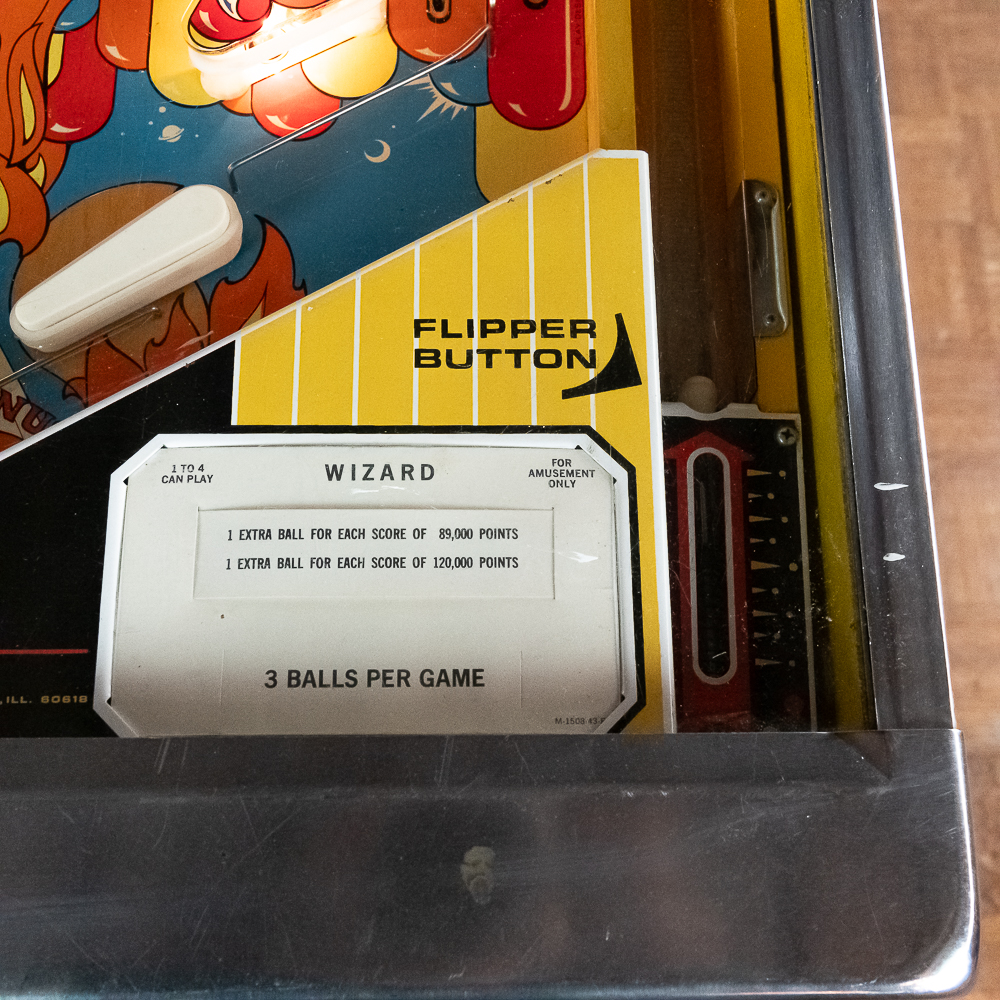 FLIPPER
BUTTON
1 TO 4
CAN PLAY
WIZARD
FOR
AMUSEMENT
ONLY
1 EXTRA BALL FOR EACH SCORE OF 89,000 POINTS
1 EXTRA BALL FOR EACH SCORE OF 120,000 POINTS
3 BALLS PER GAME
, ILL. 60618